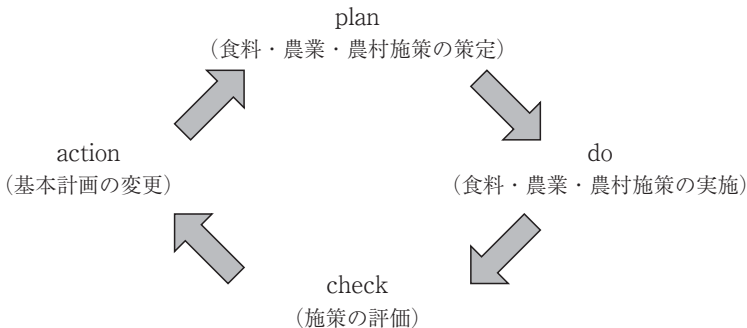 plan
（食料・農業・農村施策の策定）
action
（基本計画の変更）
do
（食料・農業・農村施策の実施）
check
（施策の評価）